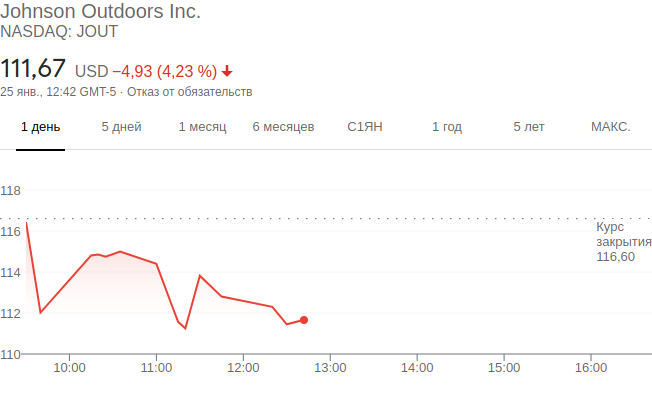 Johnson Outdoors Inc.
NASDAQ: JOUT
111,67 USD −4,93 (4,23 %)
25 янв., 12:42 GMT-5 · Отказ от обязательств
1 день 5 дней 1 месяц 6 месяцев С1ЯН 1 год 5 лет МАКС.
118
116
114
112
110
Курс
закрытия
116,60
10:00 11:00 12:00 13:00 14:00 15:00 16:00